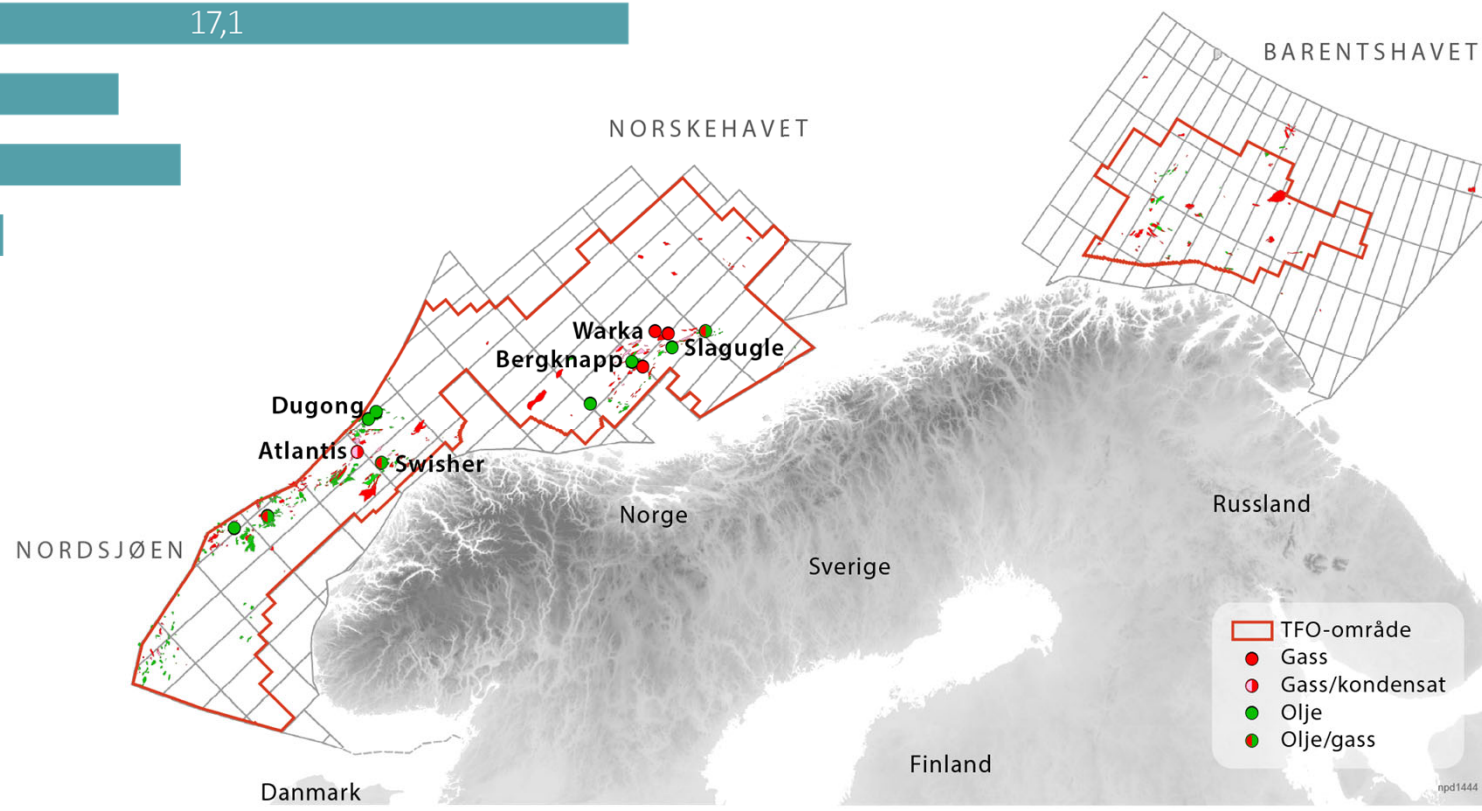 17,1
BARENTSHAVET
NORSKEHAVET
Warka
Slagugle
Bergknapp
Dugong
Atlantis
Swisher
Norge
Russland
NORDSJØEN
Sverige
TFO-område
Gass
Gass/kondensat
Olje
Olje/gass
Finland
Danmark
npd1444